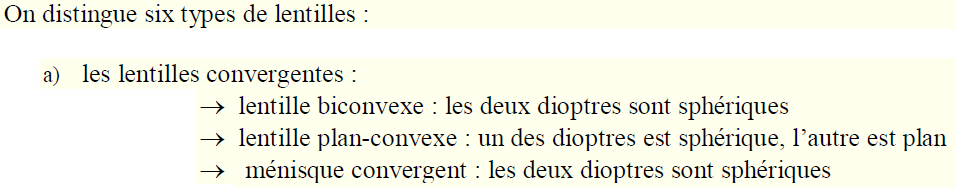 On distingue six types de lentilles :
a) les lentilles convergentes :
→ lentille biconvexe : les deux dioptres sont sphériques
→ lentille plan-convexe : un des dioptres est sphérique, l’autre est plan
→ ménisque convergent : les deux dioptres sont sphériques